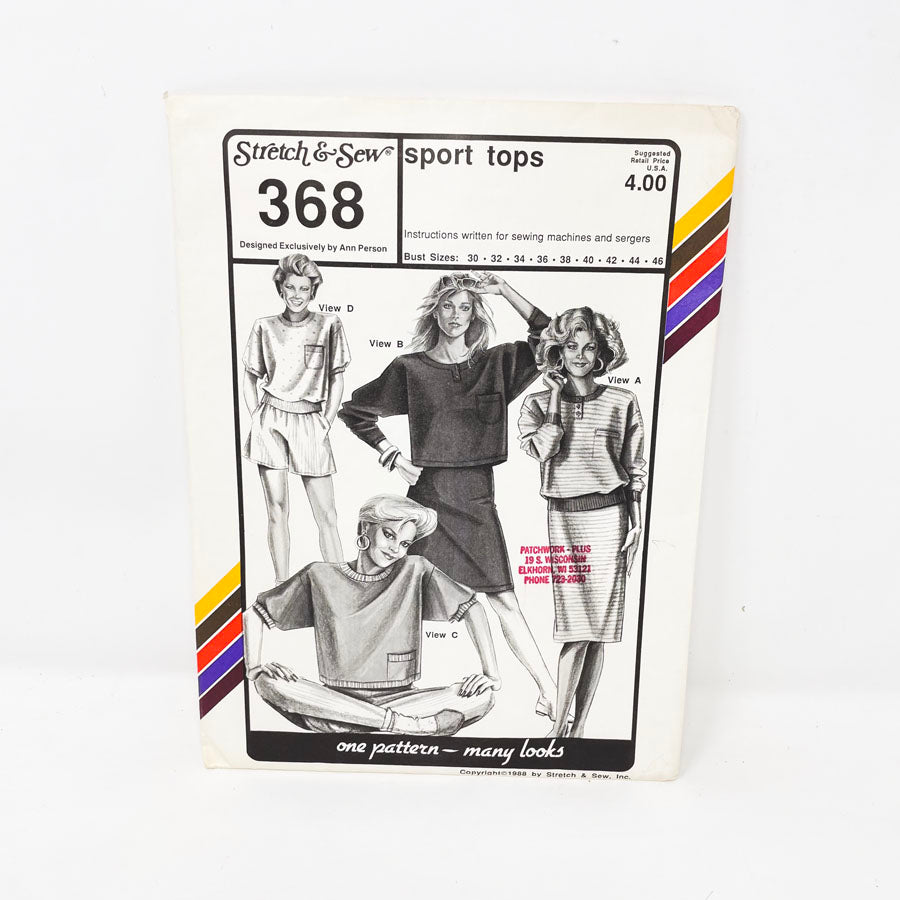 Stretch & Sew®
368
Designed Exclusively by Ann Person
sport tops
Suggested
Retail Price
U.S.A.
4.00
Instructions written for sewing machines and sergers
Bust Sizes: 30 • 32 • 34 • 36 • 38 • 40 • 42 • 44 • 46
View D
View B
View A
PATCHWORK - PLUS
19 S. WISCONSIN
ELKHORN, WI 53121
PHONE 723-2030
View C
one pattern — many looks
Copyright©1988 by Stretch & Sew, Inc.